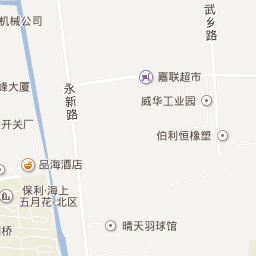 武乡路
机械公司
嘉联超市
峰大厦
永新路
威华工业园
开关厂
伯利恒橡塑
品海酒店
保利·海上
五月花·北区
晴天羽球馆
桥